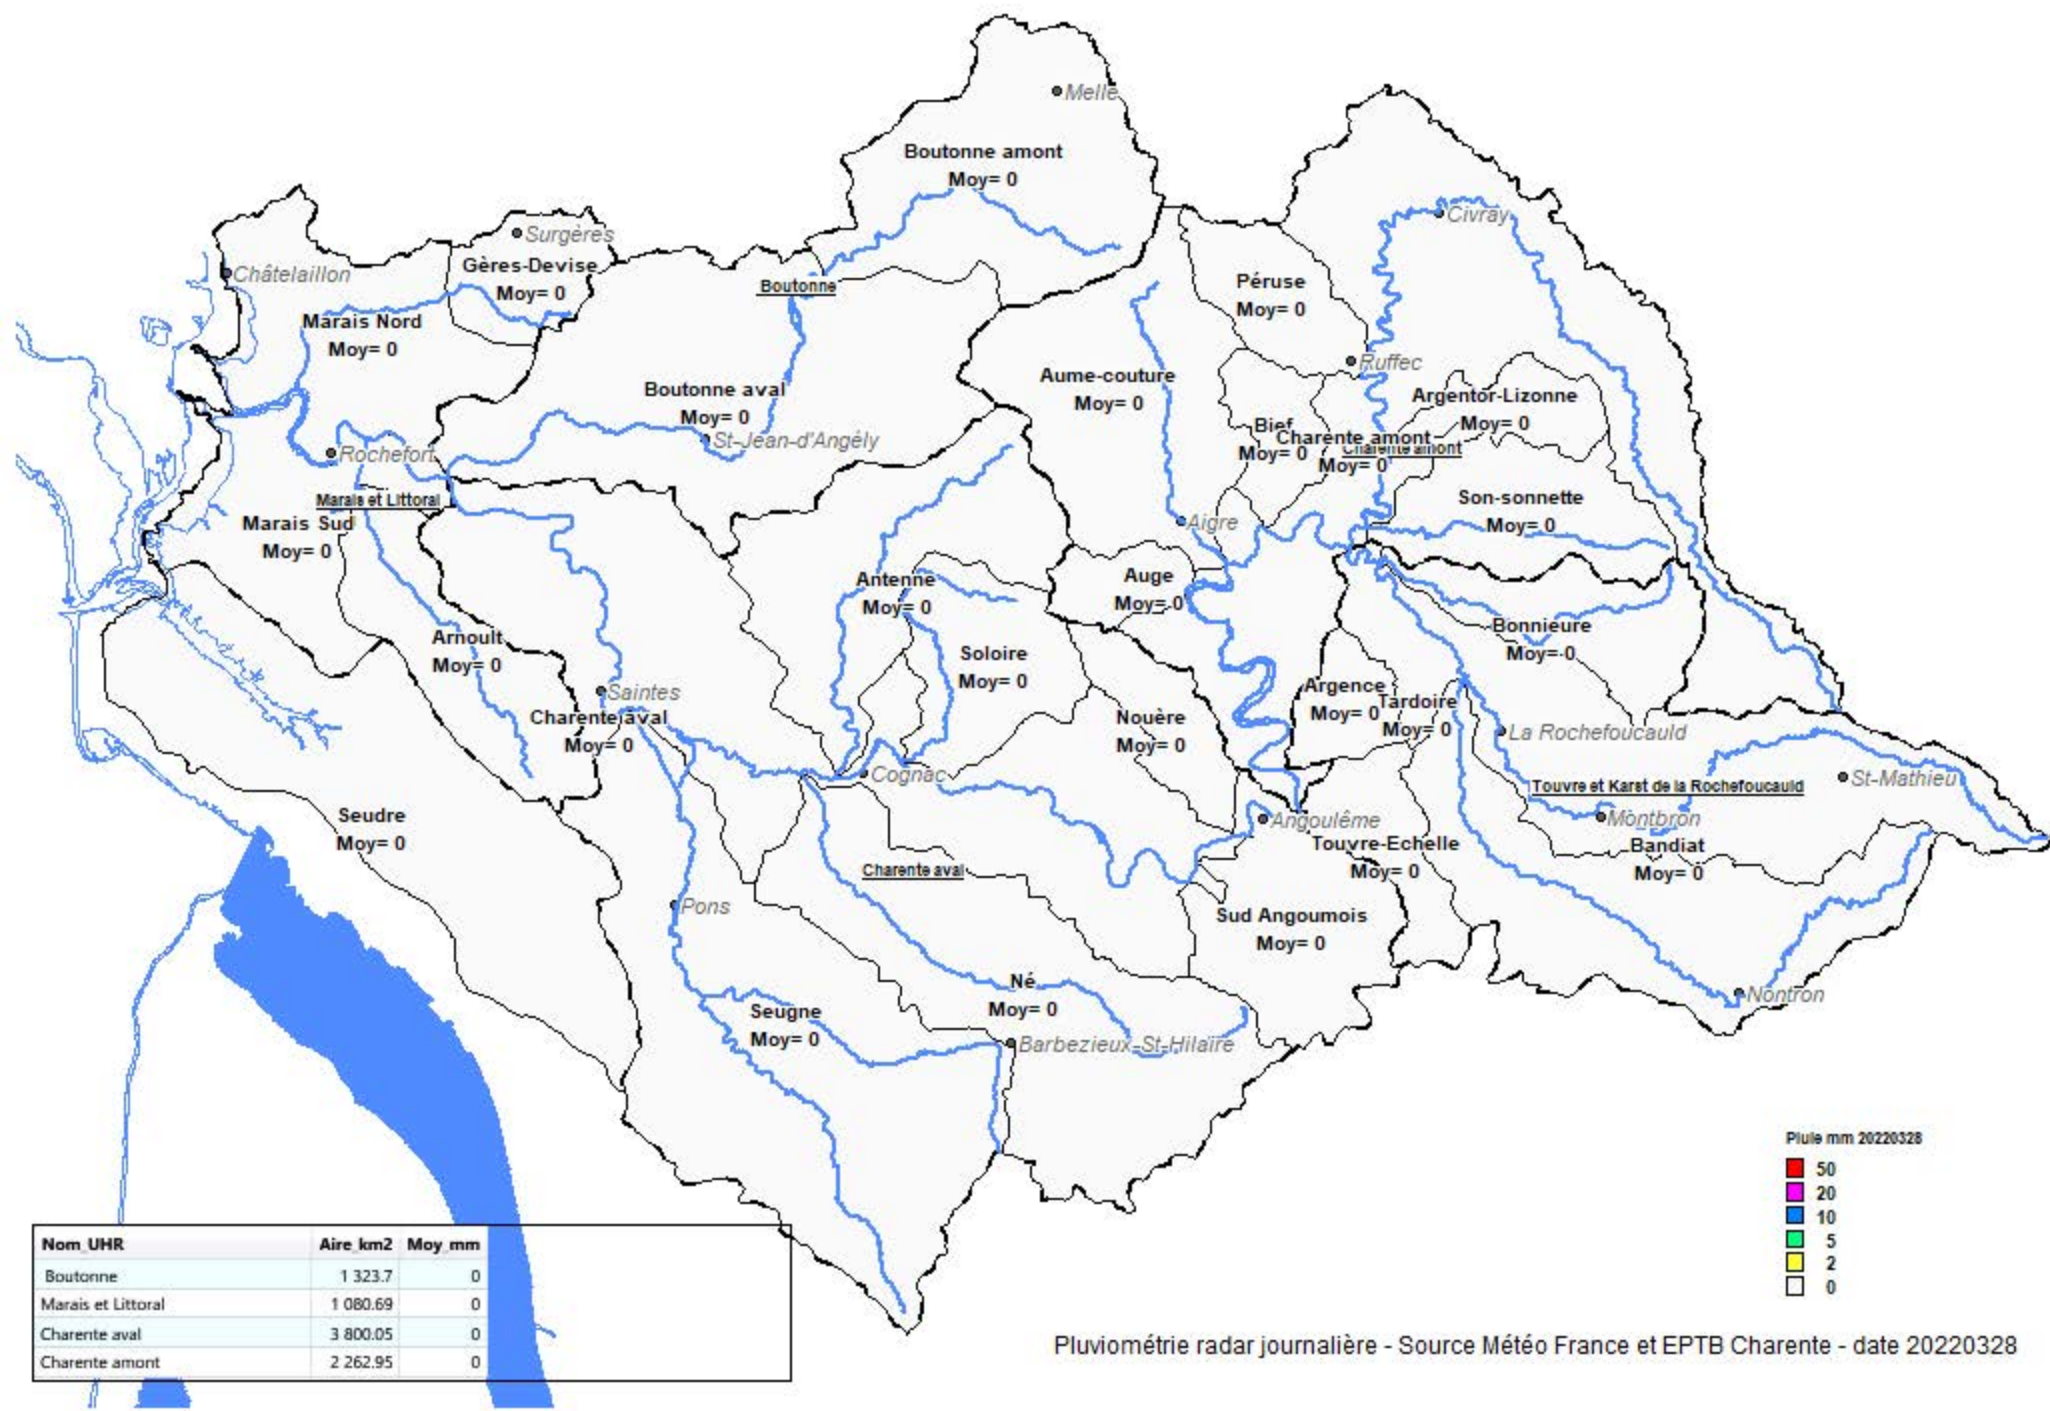 Melle
Boutonne amont
Moy= 0
Civray
Surgères
Gères-Devise
Moy= 0
Châtelaillon
Boutonne
Péruse
Moy= 0
Marais Nord
Moy= 0
Ruffec
Aume-couture
Moy= 0
Boutonne aval
Moy= 0
Argentor-Lizonne
Moy= 0
St-Jean-d'Angély
Bief
Moy= 0
Charente amont
Moy= 0
Charente amont
Rochefort
Marais et Littoral
Son-sonnette
Moy= 0
Marais Sud
Moy= 0
Aigre
Antenne
Moy= 0
Auge
Moy= 0
Bonnieure
Moy= 0
Arnoult
Moy= 0
Soloire
Moy= 0
Saintes
Argence
Moy= 0
Tardoire
Moy= 0
Charente aval
Moy= 0
Nouère
Moy= 0
La Rochefoucauld
Cognac
St-Mathieu
Touvre et Karst de la Rochefoucauld
Seudre
Moy= 0
Angoulême
Montbron
Touvre-Echelle
Moy= 0
Bandiat
Moy= 0
Charente aval
Pons
Sud Angoumois
Moy= 0
Né
Moy= 0
Nontron
Seugne
Moy= 0
Barbezieux-St-Hilaire
Pluie mm 20220328
50
20
10
5
2
0
Nom_UHR Aire_km2 Moy_mm
Boutonne 1 323.7 0
Marais et Littoral 1 080.69 0
Charente aval 3 800.05 0
Charente amont 2 262.95 0
Pluviométrie radar journalière - Source Météo France et EPTB Charente - date 20220328